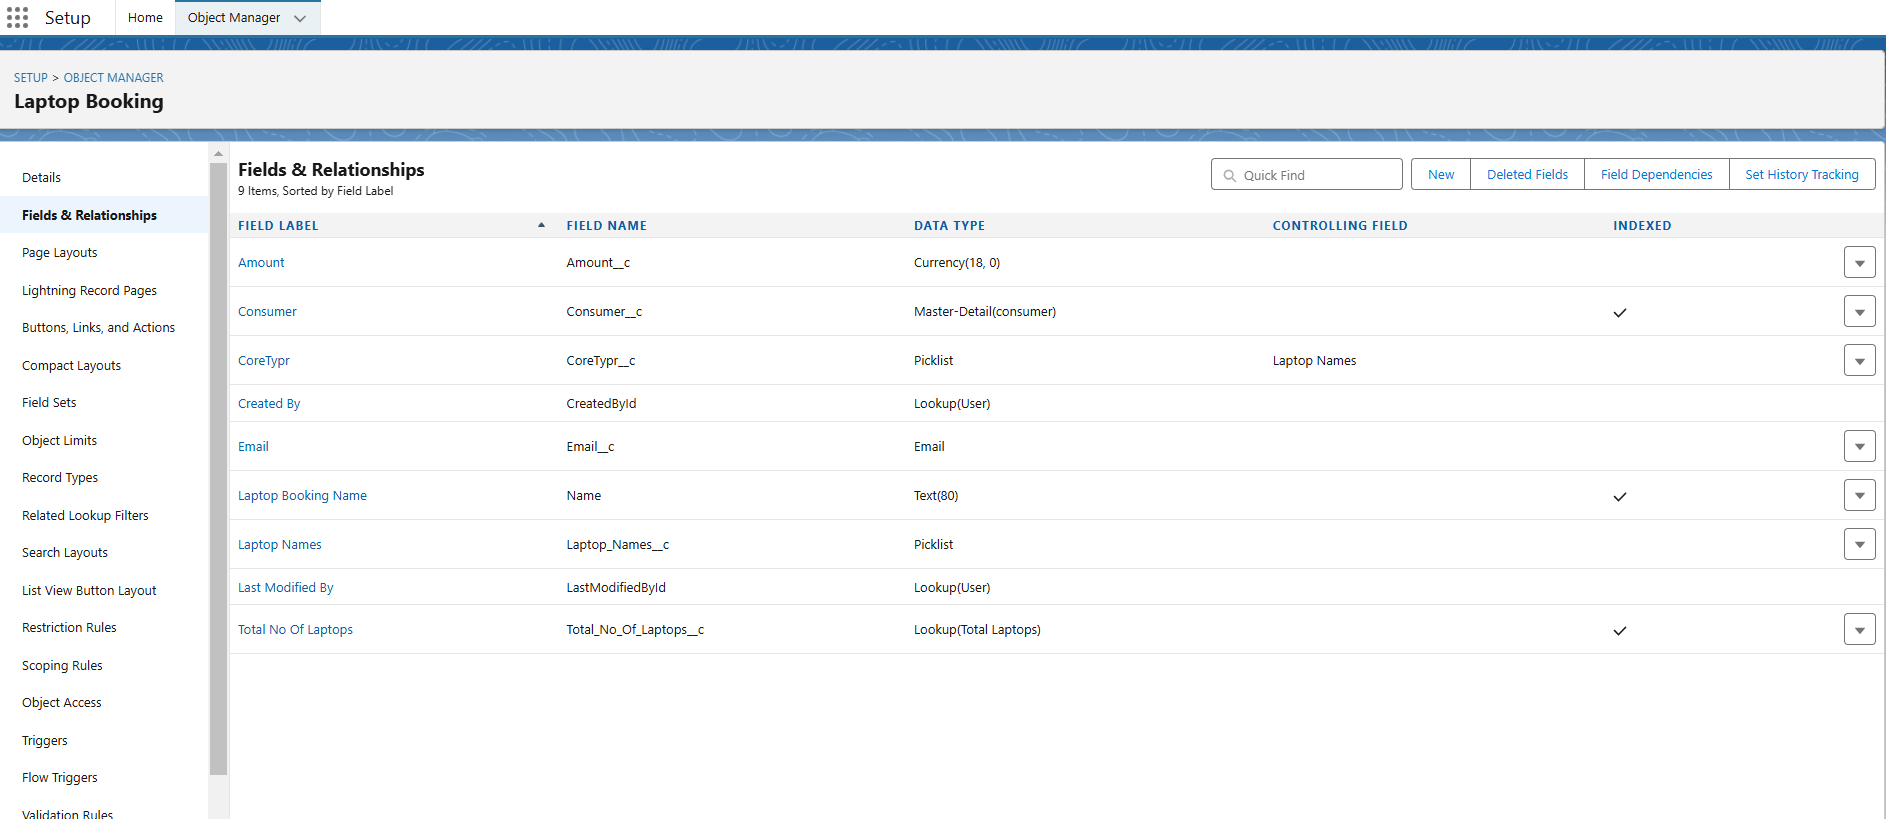 Setup
Home
Object Manager
SETUP > OBJECT MANAGER
Laptop Booking
Details
Fields & Relationships
Page Layouts
Lightning Record Pages
Buttons, Links, and Actions
Compact Layouts
Field Sets
Object Limits
Record Types
Related Lookup Filters
Search Layouts
List View Button Layout
Restriction Rules
Scoping Rules
Object Access
Triggers
Flow Triggers
Validation Rules
Fields & Relationships
9 Items, Sorted by Field Label
Quick Find
New
Deleted Fields
Field Dependencies
Set History Tracking
FIELD LABEL FIELD NAME DATA TYPE CONTROLLING FIELD INDEXED
Amount Amount__c Currency(18, 0)
Consumer Consumer__c Master-Detail(consumer)
CoreTypr CoreTypr__c Picklist Laptop Names
Created By CreatedById Lookup(User)
Email Email__c Email
Laptop Booking Name Name Text(80)
Laptop Names Laptop_Names__c Picklist
Last Modified By LastModifiedById Lookup(User)
Total No Of Laptops Total_No_Of_Laptops__c Lookup(Total Laptops)